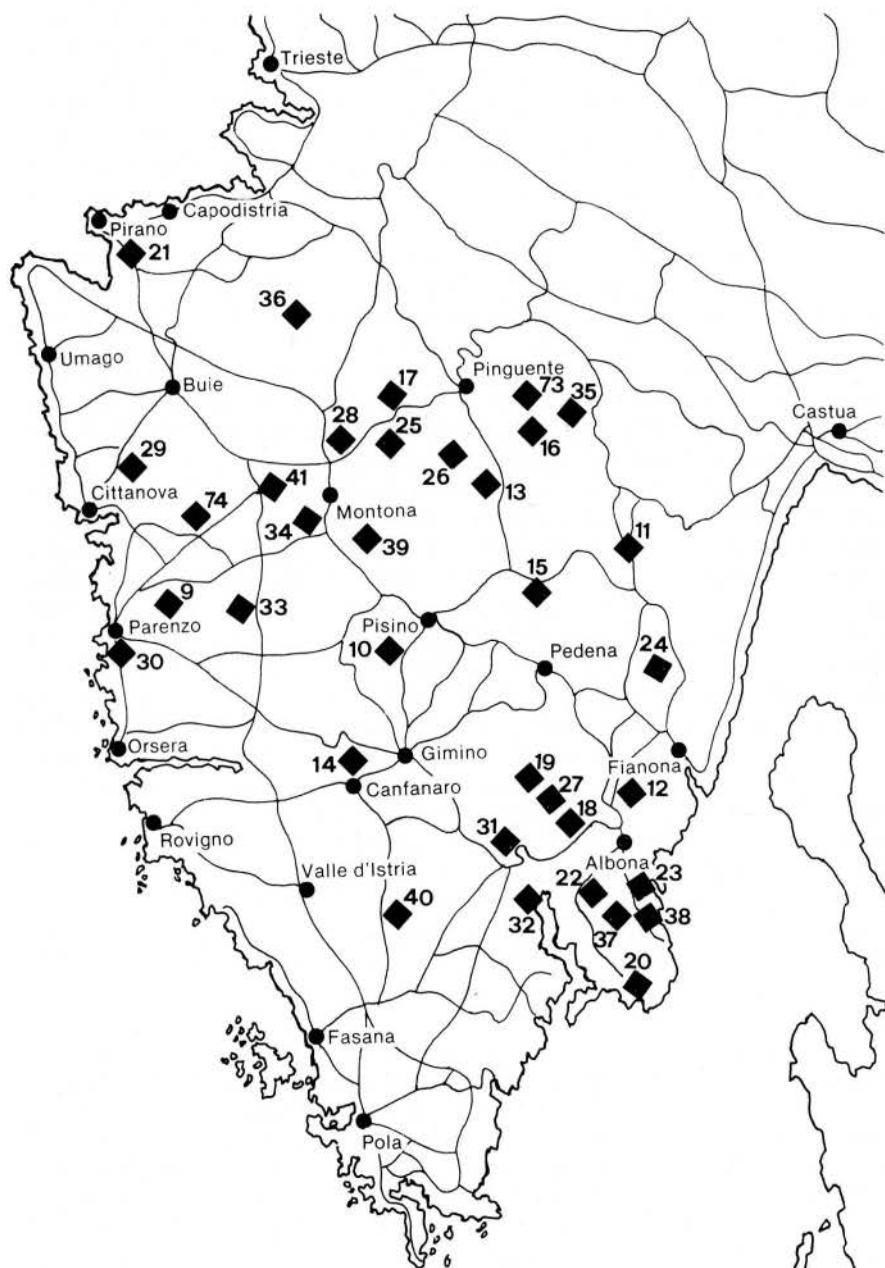 Trieste
Capodistria
Pirano
21
36
Umago
Buie
17
Pinguente
73
35
28
25
16
Castua
29
26
41
13
Cittanova
74
34
Montona
39
11
15
9
33
Parenzo
Pisino
30
10
Pedena
24
Orsera
14
Gimino
Fianona
19
Canfanaro
27
12
18
Rovigno
31
Albona
Valle d'Istria
22
23
40
32
37
38
20
Fasana
Pola